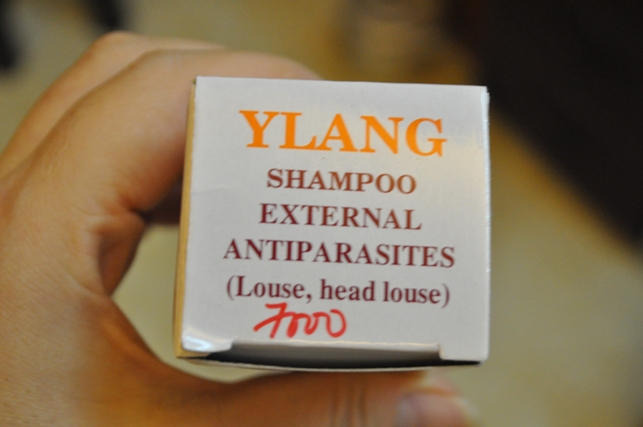 YLANG
SHAMPOO
EXTERNAL
ANTIPARASITES
(Louse, head louse)
7000